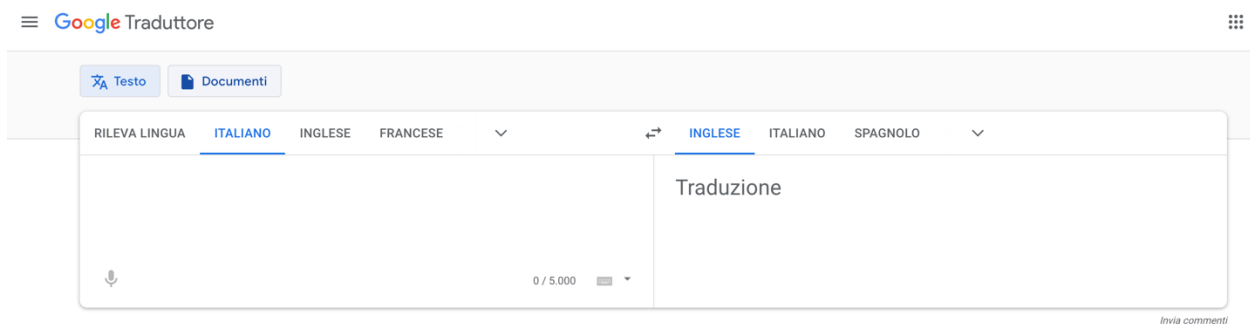 Google Traduttore
Testo Documenti
RILEVA LINGUA ITALIANO INGLESE FRANCESE INGLESE ITALIANO SPAGNOLO
Traduzione
0 / 5.000
Invia commenti